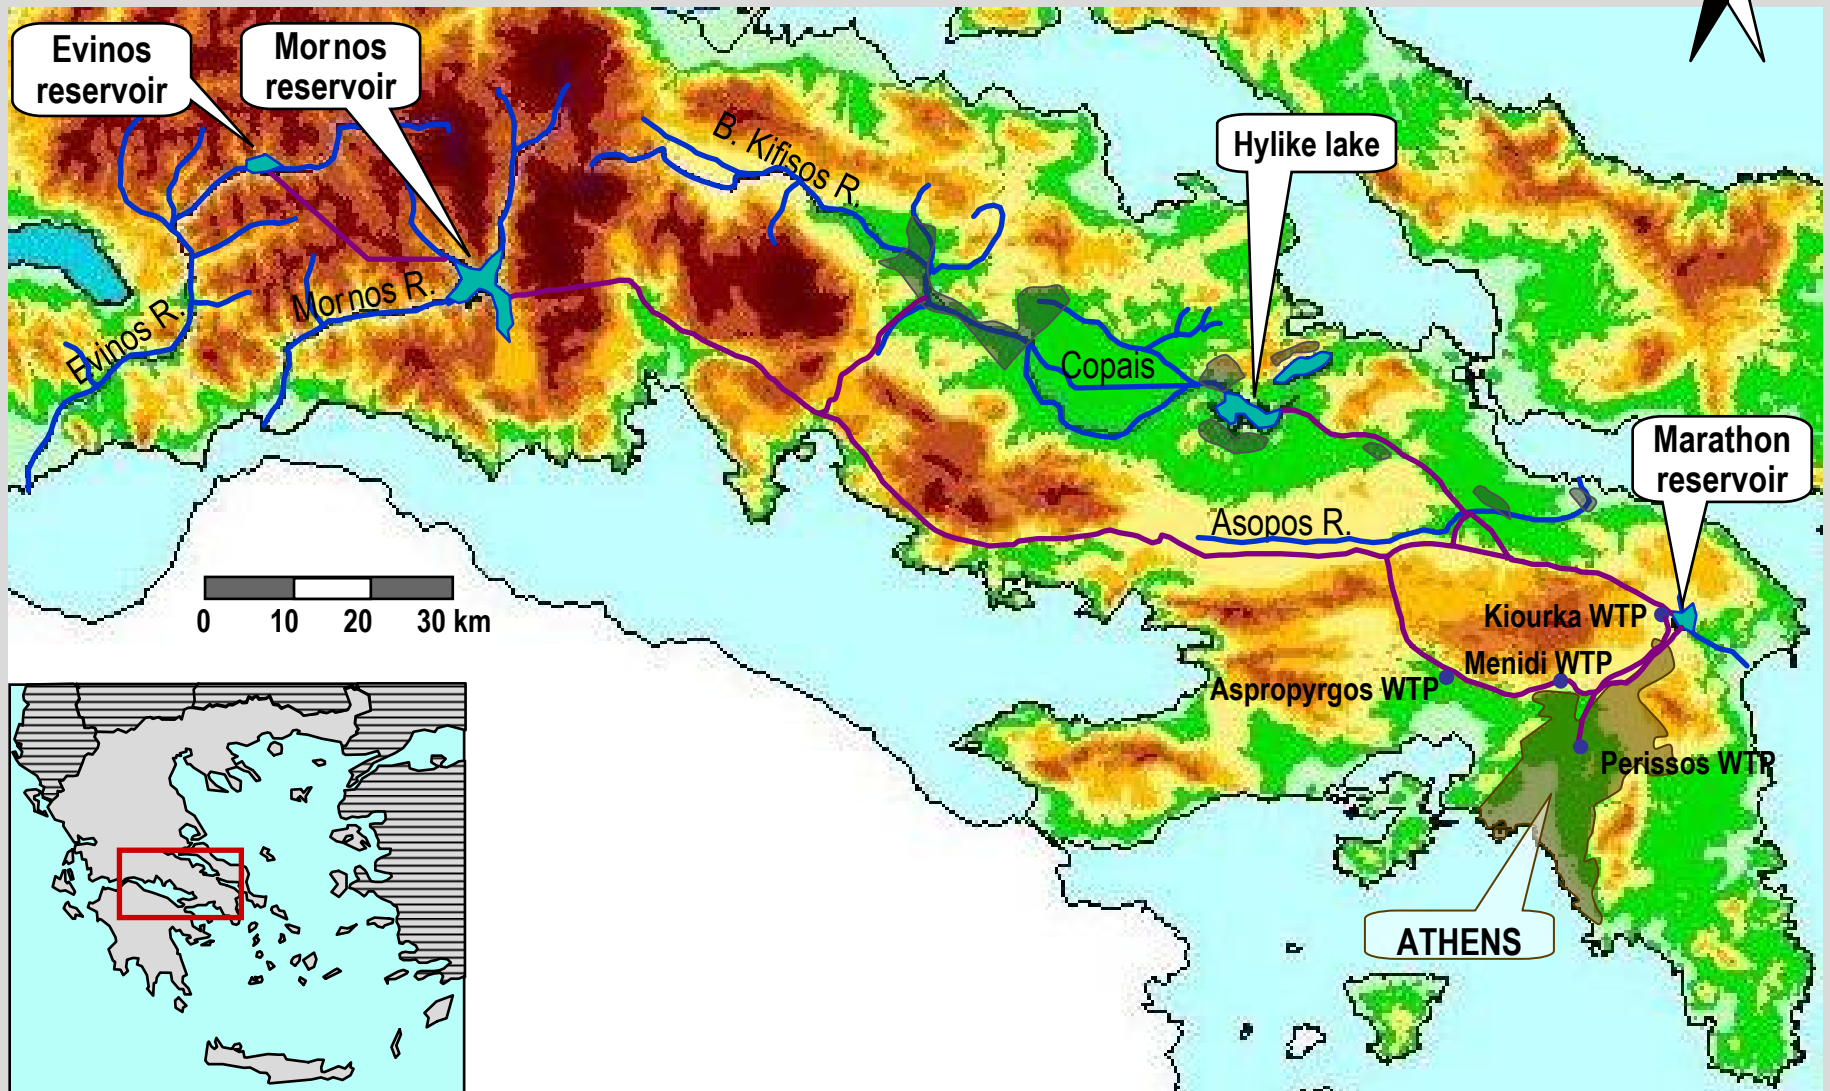 Evinos
reservoir
Mornos
reservoir
B. Kifisos R.
Hylike lake
Mornos R.
Evinos R.
Copais
Marathon
reservoir
Asopos R.
0 10 20 30 km
Kiourka WTP
Menidi WTP
Aspropyrgos WTP
Perissos WTP
ATHENS